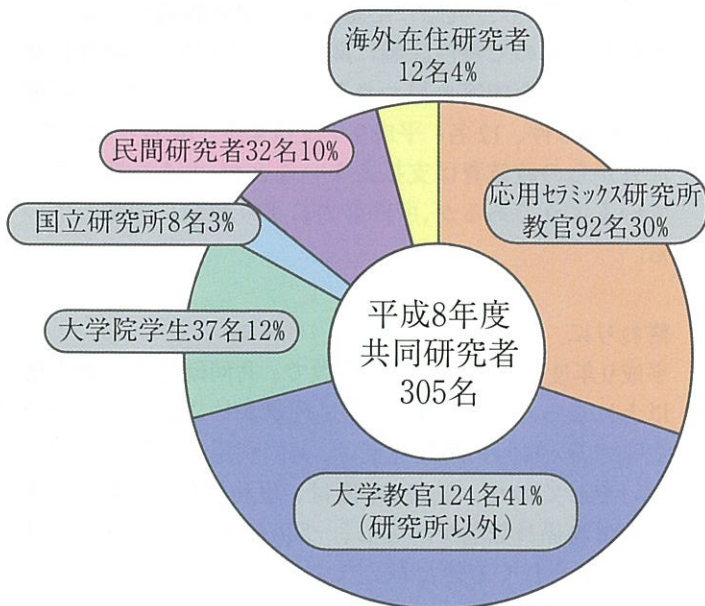 海外在住研究者
12名4%
民間研究者32名10%
応用セラミックス研究所
教官92名30%
国立研究所8名3%
大学院学生37名12%
平成8年度
共同研究者
305名
大学教官124名41%
(研究所以外)